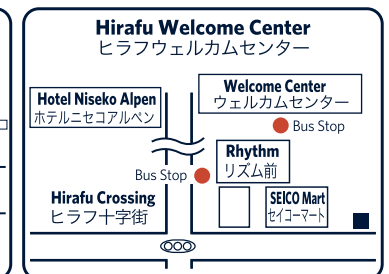 Hirafu Welcome Center
ヒラフウェルカムセンター
Hotel Niseko Alpen
ホテルニセコアルペン
Welcome Center
ウェルカムセンター
Bus Stop
Rhythm
リズム前
Bus Stop
Hirafu Crossing
ヒラフ十字街
SEICO Mart
セイコーマート